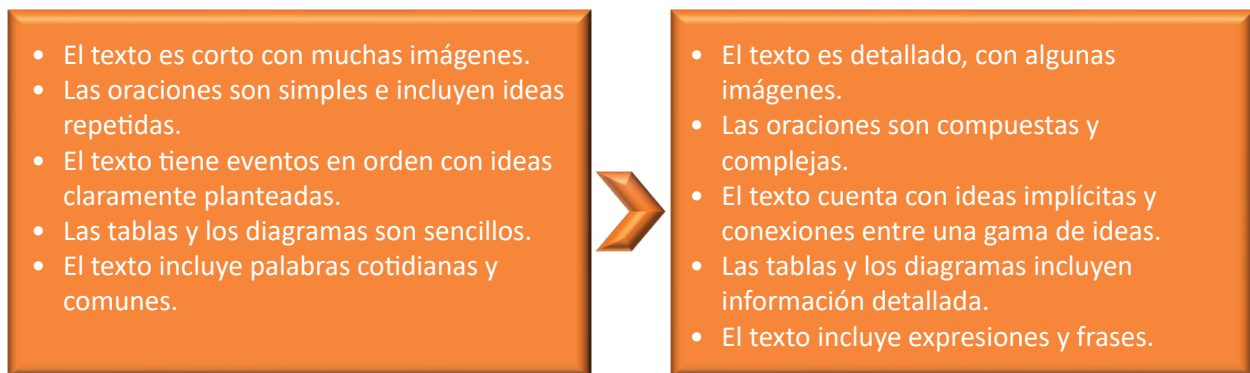 • El texto es corto con muchas imágenes.
• Las oraciones son simples e incluyen ideas
repetidas.
• El texto tiene eventos en orden con ideas
claramente planteadas.
• Las tablas y los diagramas son sencillos.
• El texto incluye palabras cotidianas y
comunes.
• El texto es detallado, con algunas
imágenes.
• Las oraciones son compuestas y
complejas.
• El texto cuenta con ideas implícitas y
conexiones entre una gama de ideas.
• Las tablas y los diagramas incluyen
información detallada.
• El texto incluye expresiones y frases.